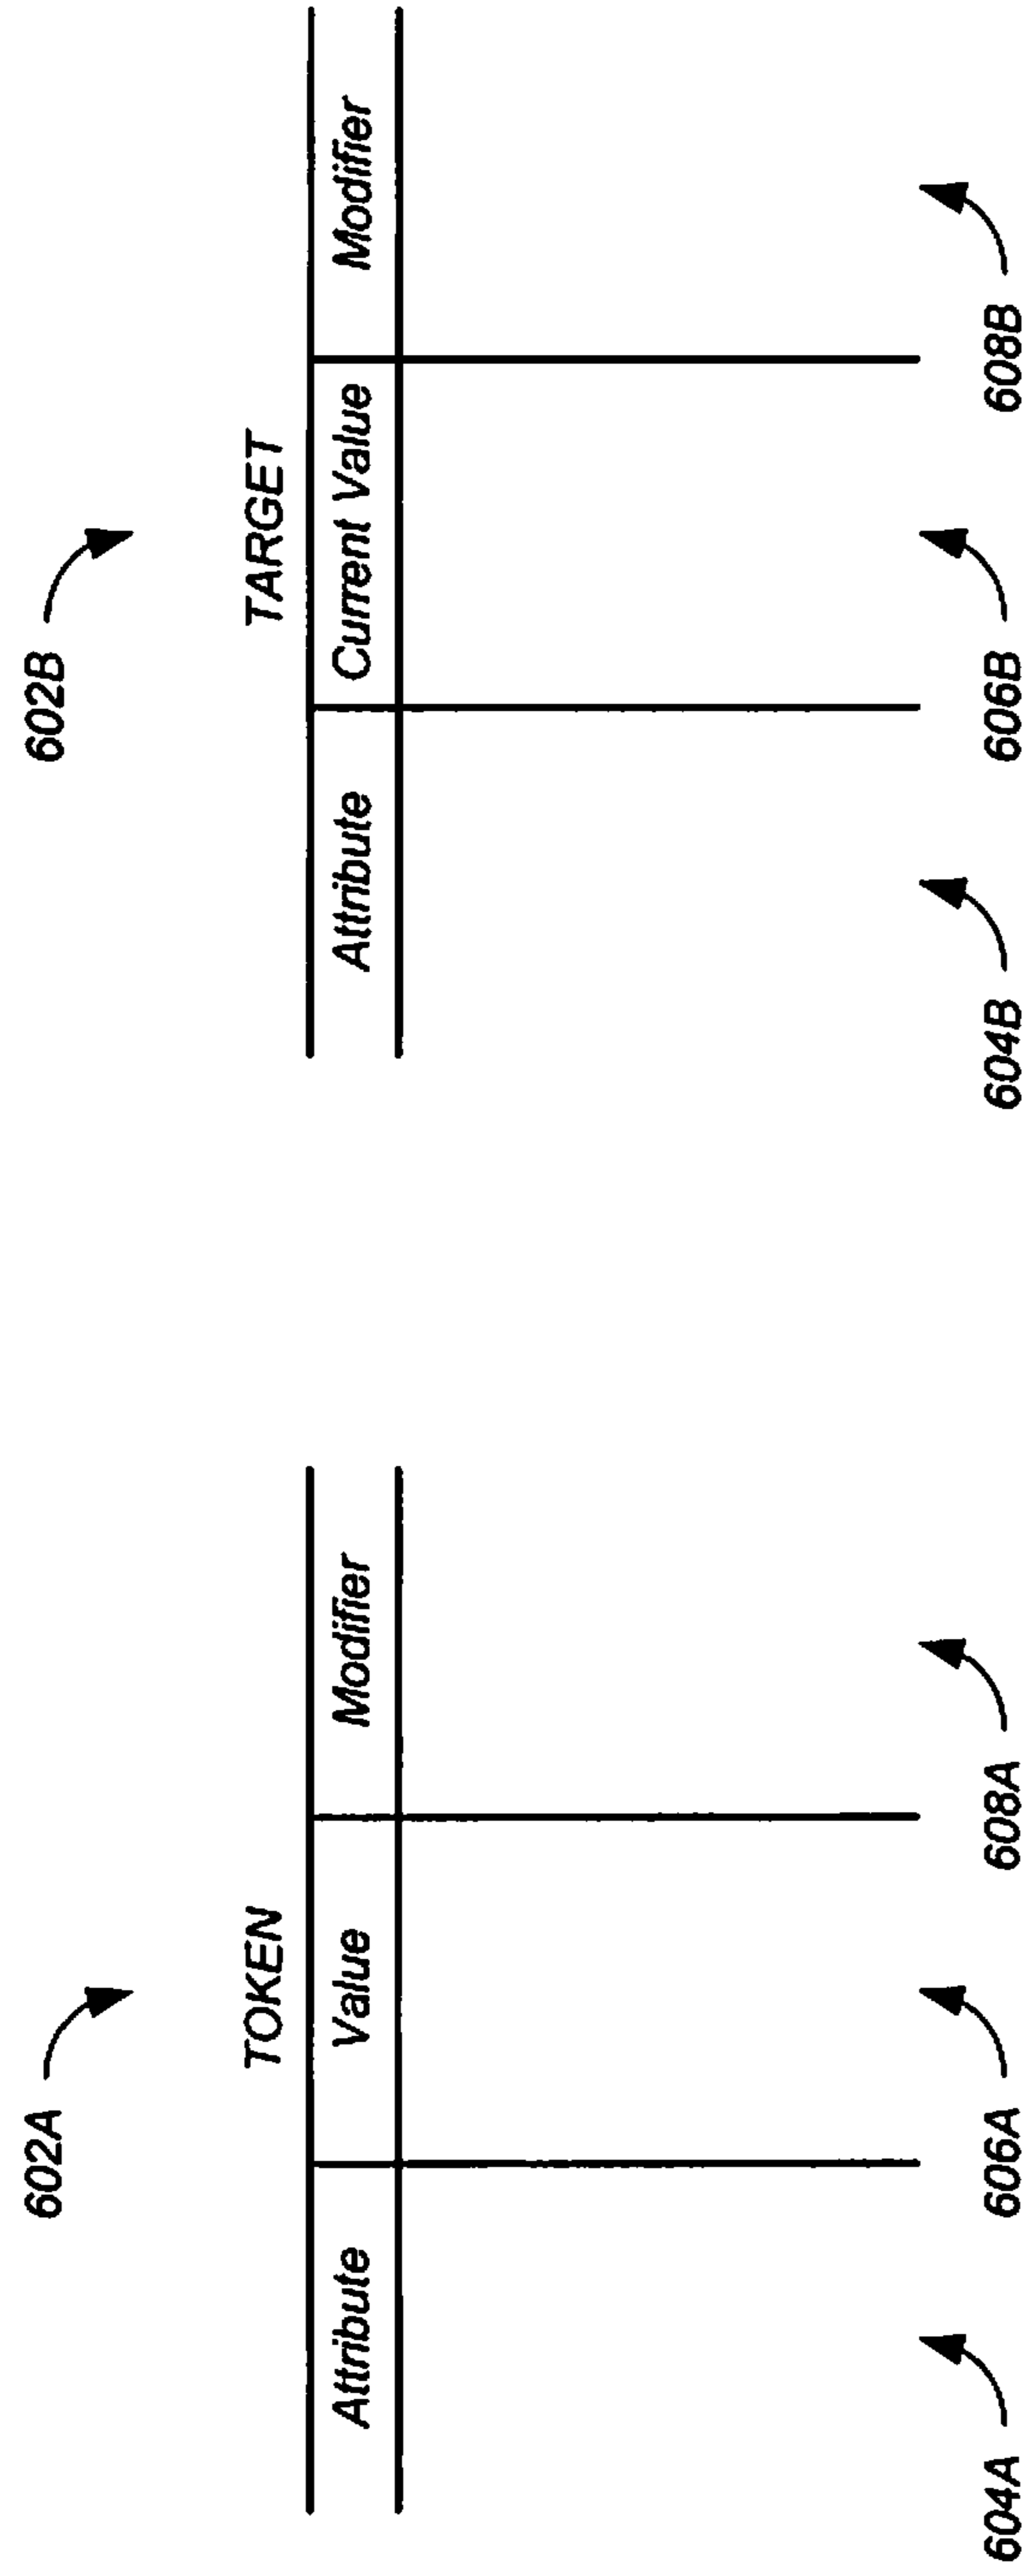 602A
602B
TOKEN
TARGET
Attribute
Value
Modifier
Attribute
Current Value
Modifier
604A
606A
608A
604B
606B
608B